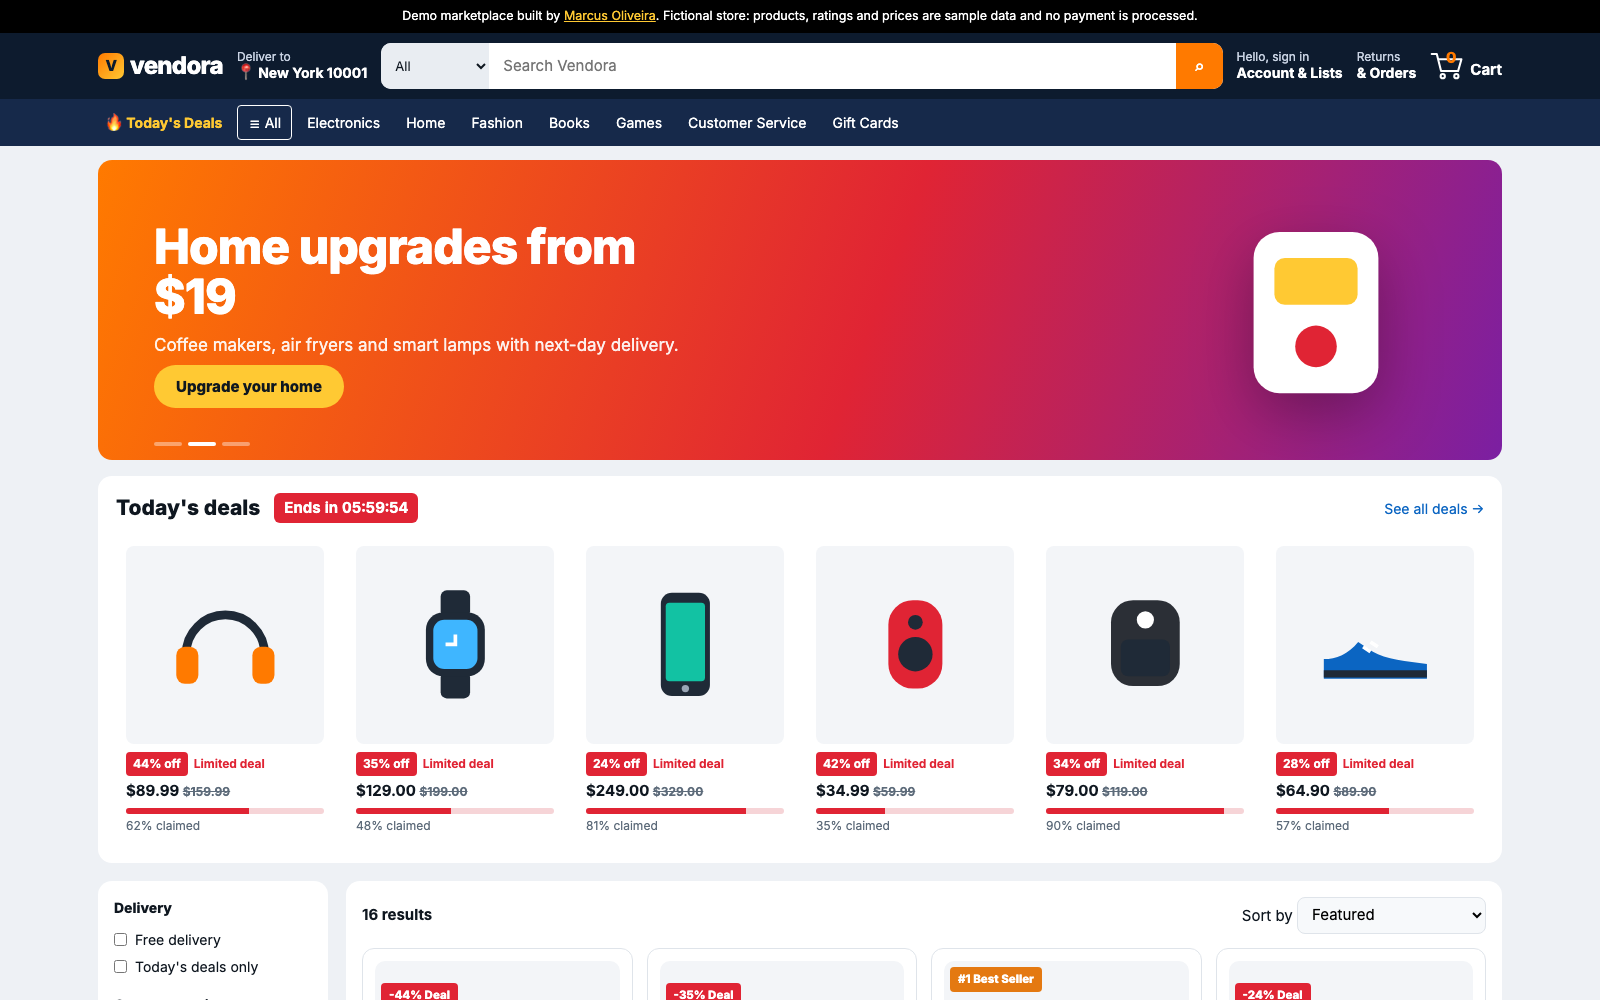 Demo marketplace built by Marcus Oliveira. Fictional store: products, ratings and prices are sample data and no payment is processed.
V vendora
Deliver to
New York 10001
All
Search Vendora
Hello, sign in
Account & Lists
Returns
& Orders
0
Cart
Today's Deals
≡ All
Electronics
Home
Fashion
Books
Games
Customer Service
Gift Cards
Home upgrades from
$19
Coffee makers, air fryers and smart lamps with next-day delivery.
Upgrade your home
Today's deals
Ends in 05:59:54
See all deals →
44% off Limited deal
$89.99 $159.99
62% claimed
35% off Limited deal
$129.00 $199.00
48% claimed
24% off Limited deal
$249.00 $329.00
81% claimed
42% off Limited deal
$34.99 $59.99
35% claimed
34% off Limited deal
$79.00 $119.00
90% claimed
28% off Limited deal
$64.90 $89.90
57% claimed
Delivery
Free delivery
Today's deals only
16 results
Sort by Featured
-44% Deal
-35% Deal
#1 Best Seller
-24% Deal